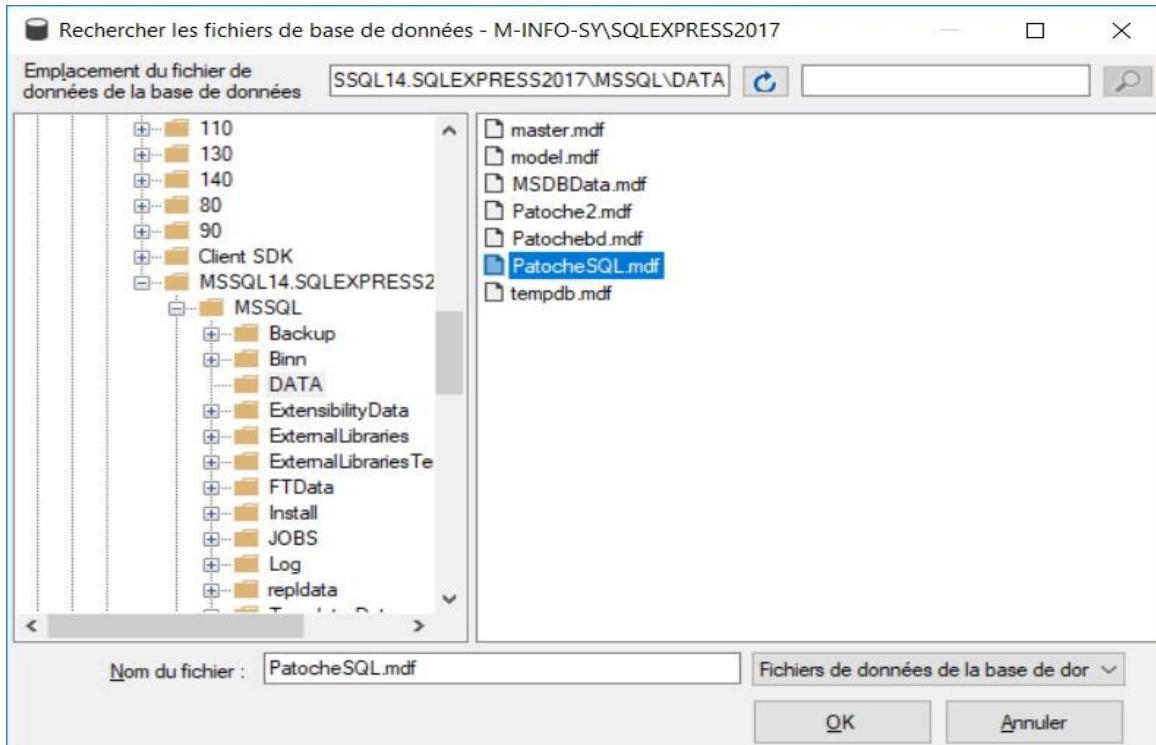 Rechercher les fichiers de base de données - M-INFO-SY\SQLEXPRESS2017
Emplacement du fichier de
données de la base de données
SSQL14.SQLEXPRESS2017\MSSQL\DATA
110
130
140
80
90
Client SDK
MSSQL14.SQLEXPRESS2
MSSQL
Backup
Binn
DATA
ExtensibilityData
ExternalLibraries
ExternalLibrariesTe
FTData
Install
JOBS
Log
repldata
master.mdf
model.mdf
MSDBData.mdf
Patoche2.mdf
Patochebd.mdf
PatocheSQL.mdf
tempdb.mdf
Nom du fichier :
PatocheSQL.mdf
Fichiers de données de la base de dor
OK
Annuler